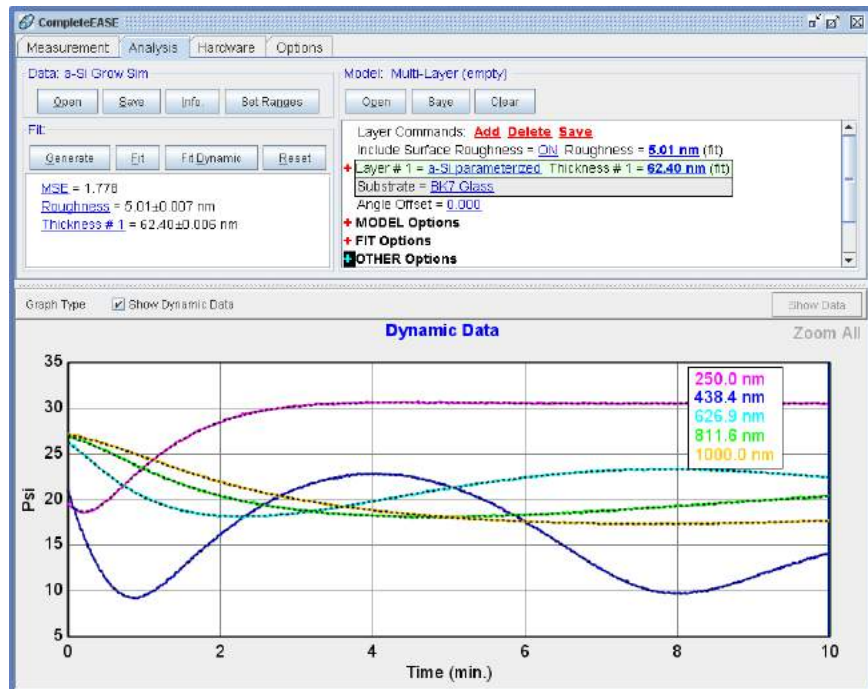 CompleteEASE
Measurement Analysis Hardware Options
Data: a-Si Grow Sim
Open Save Info. Set Ranges
Fit:
Generate Fit Fit Dynamic Reset
MSE = 1.778
Roughness = 5.01±0.007 nm
Thickness # 1 = 62.40±0.006 nm
Model: Multi-Layer (empty)
Open Save Clear
Layer Commands: Add Delete Save
Include Surface Roughness = ON Roughness = 5.01 nm (fit)
+ Layer # 1 = a-Si parameterized Thickness # 1 = 62.40 nm (fit)
Substrate = BK7 Glass
Angle Offset = 0.000
+ MODEL Options
+ FIT Options
+ OTHER Options
Graph Type Show Dynamic Data Show Data
Dynamic Data
Zoom All
35
30
25
20
15
10
5
Psi
250.0 nm
438.4 nm
626.9 nm
811.6 nm
1000.0 nm
0 2 4 6 8 10
Time (min.)